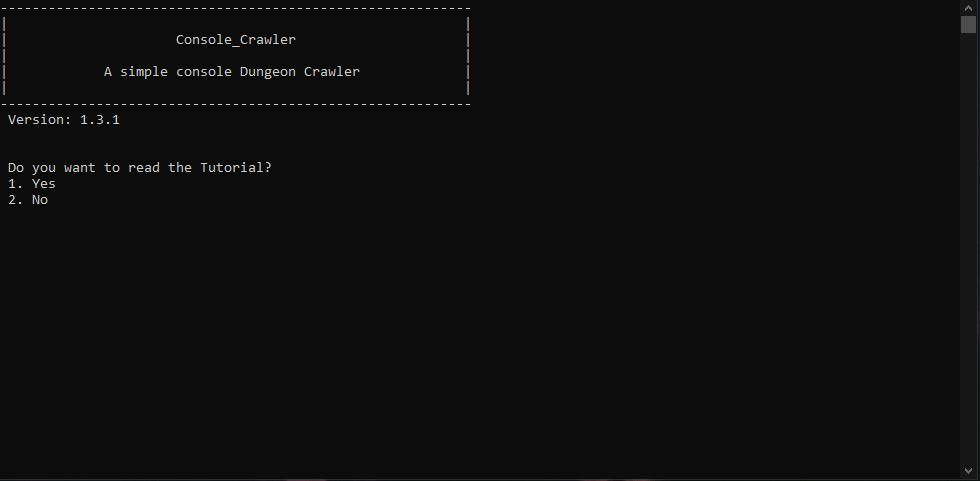 Console_Crawler
A simple console Dungeon Crawler
Version: 1.3.1
Do you want to read the Tutorial?
1. Yes
2. No